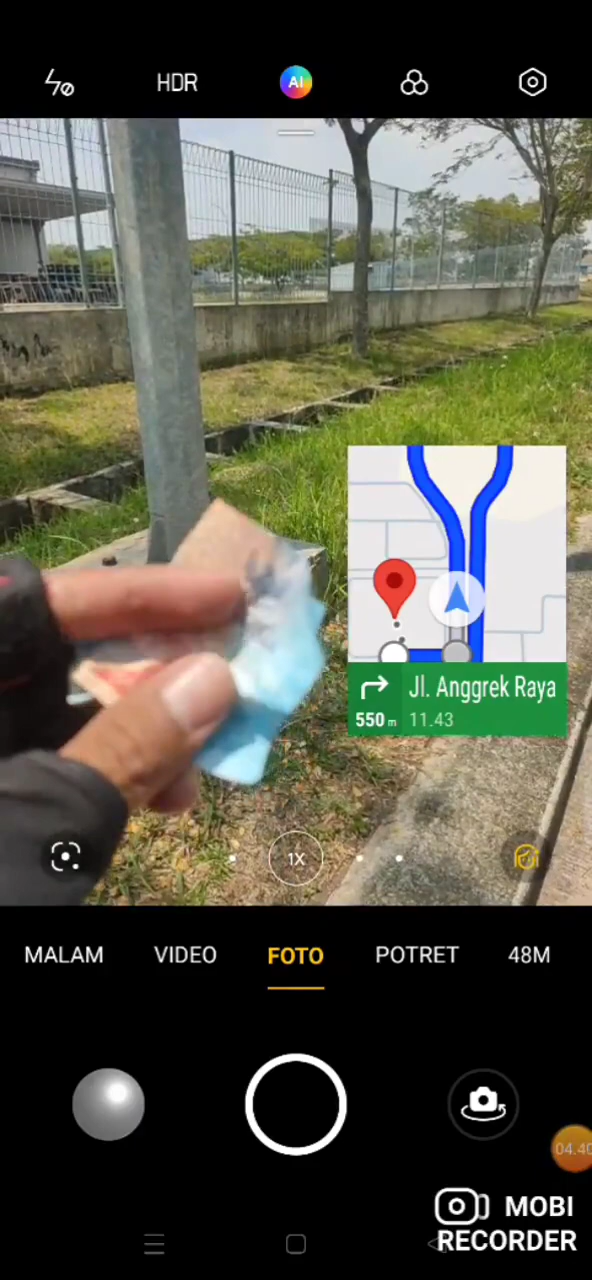 HDR
AI
Jl. Anggrek Raya
550 m 11.43
1X
MALAM VIDEO FOTO POTRET 48M
04.40
MOBI
RECORDER